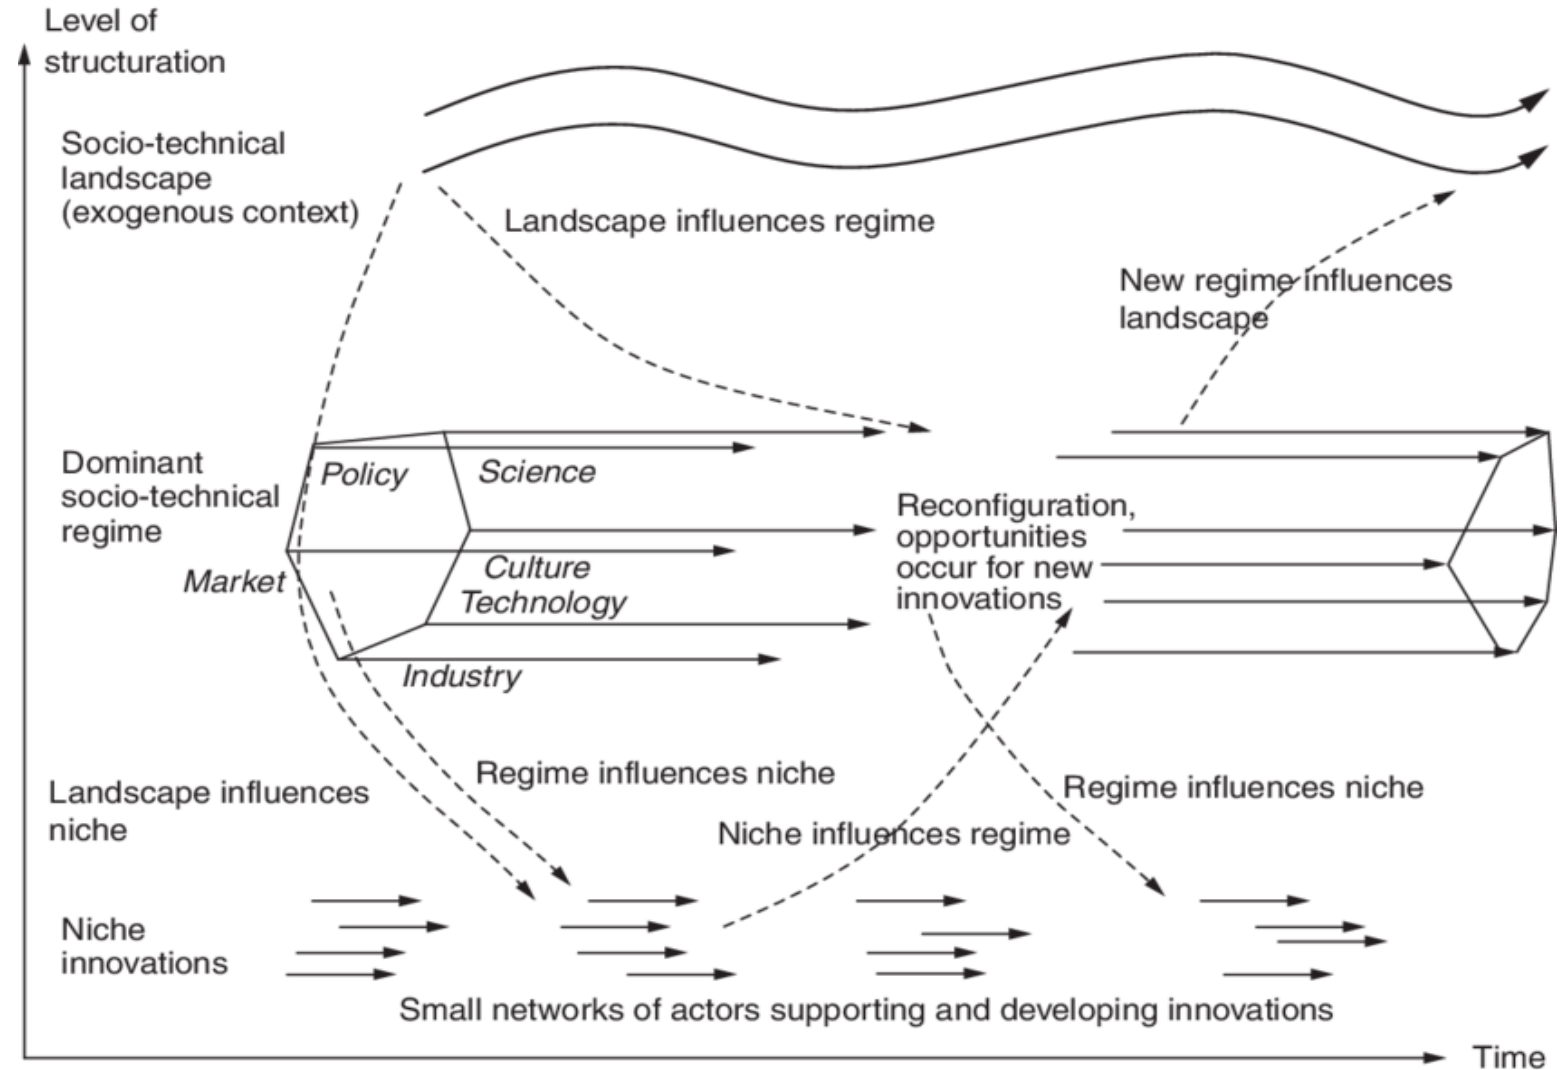 Level of
structuration
Socio-technical
landscape
(exogenous context)
Landscape influences regime
New regime influences
landscape
Dominant
socio-technical
regime
Policy
Science
Market
Culture
Technology
Industry
Reconfiguration,
opportunities
occur for new
innovations
Landscape influences
niche
Regime influences niche
Niche influences regime
Regime influences niche
Niche
innovations
Small networks of actors supporting and developing innovations
Time